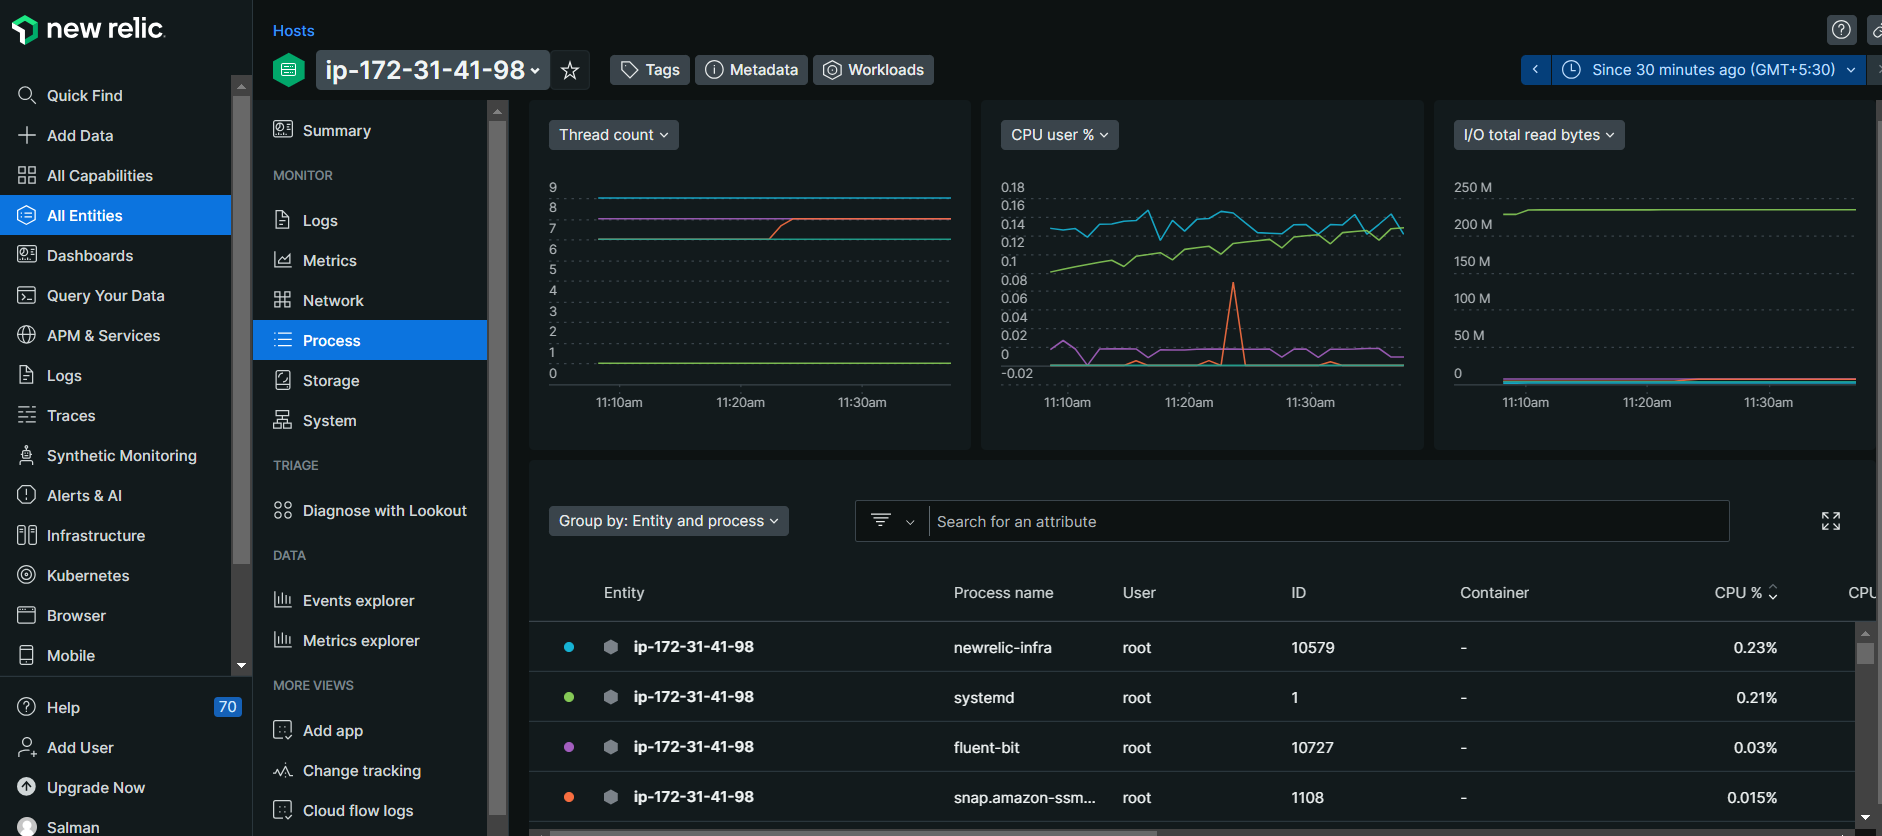 new relic
Quick Find
Add Data
All Capabilities
All Entities
Dashboards
Query Your Data
APM & Services
Logs
Traces
Synthetic Monitoring
Alerts & AI
Infrastructure
Kubernetes
Browser
Mobile
Help 70
Add User
Upgrade Now
Salman
Hosts
ip-172-31-41-98
Tags
Metadata
Workloads
Since 30 minutes ago (GMT+5:30)
Summary
MONITOR
Logs
Metrics
Network
Process
Storage
System
TRIAGE
Diagnose with Lookout
DATA
Events explorer
Metrics explorer
MORE VIEWS
Add app
Change tracking
Cloud flow logs
Thread count
9
8
7
6
5
4
3
2
1
0
11:10am 11:20am 11:30am
CPU user %
0.18
0.16
0.14
0.12
0.1
0.08
0.06
0.04
0.02
0
-0.02
11:10am 11:20am 11:30am
I/O total read bytes
250 M
200 M
150 M
100 M
50 M
0
11:10am 11:20am 11:30am
Group by: Entity and process
Search for an attribute
Entity Process name User ID Container CPU % CPU
ip-172-31-41-98 newrelic-infra root 10579 - 0.23%
ip-172-31-41-98 systemd root 1 - 0.21%
ip-172-31-41-98 fluent-bit root 10727 - 0.03%
ip-172-31-41-98 snap.amazon-ssm... root 1108 - 0.015%